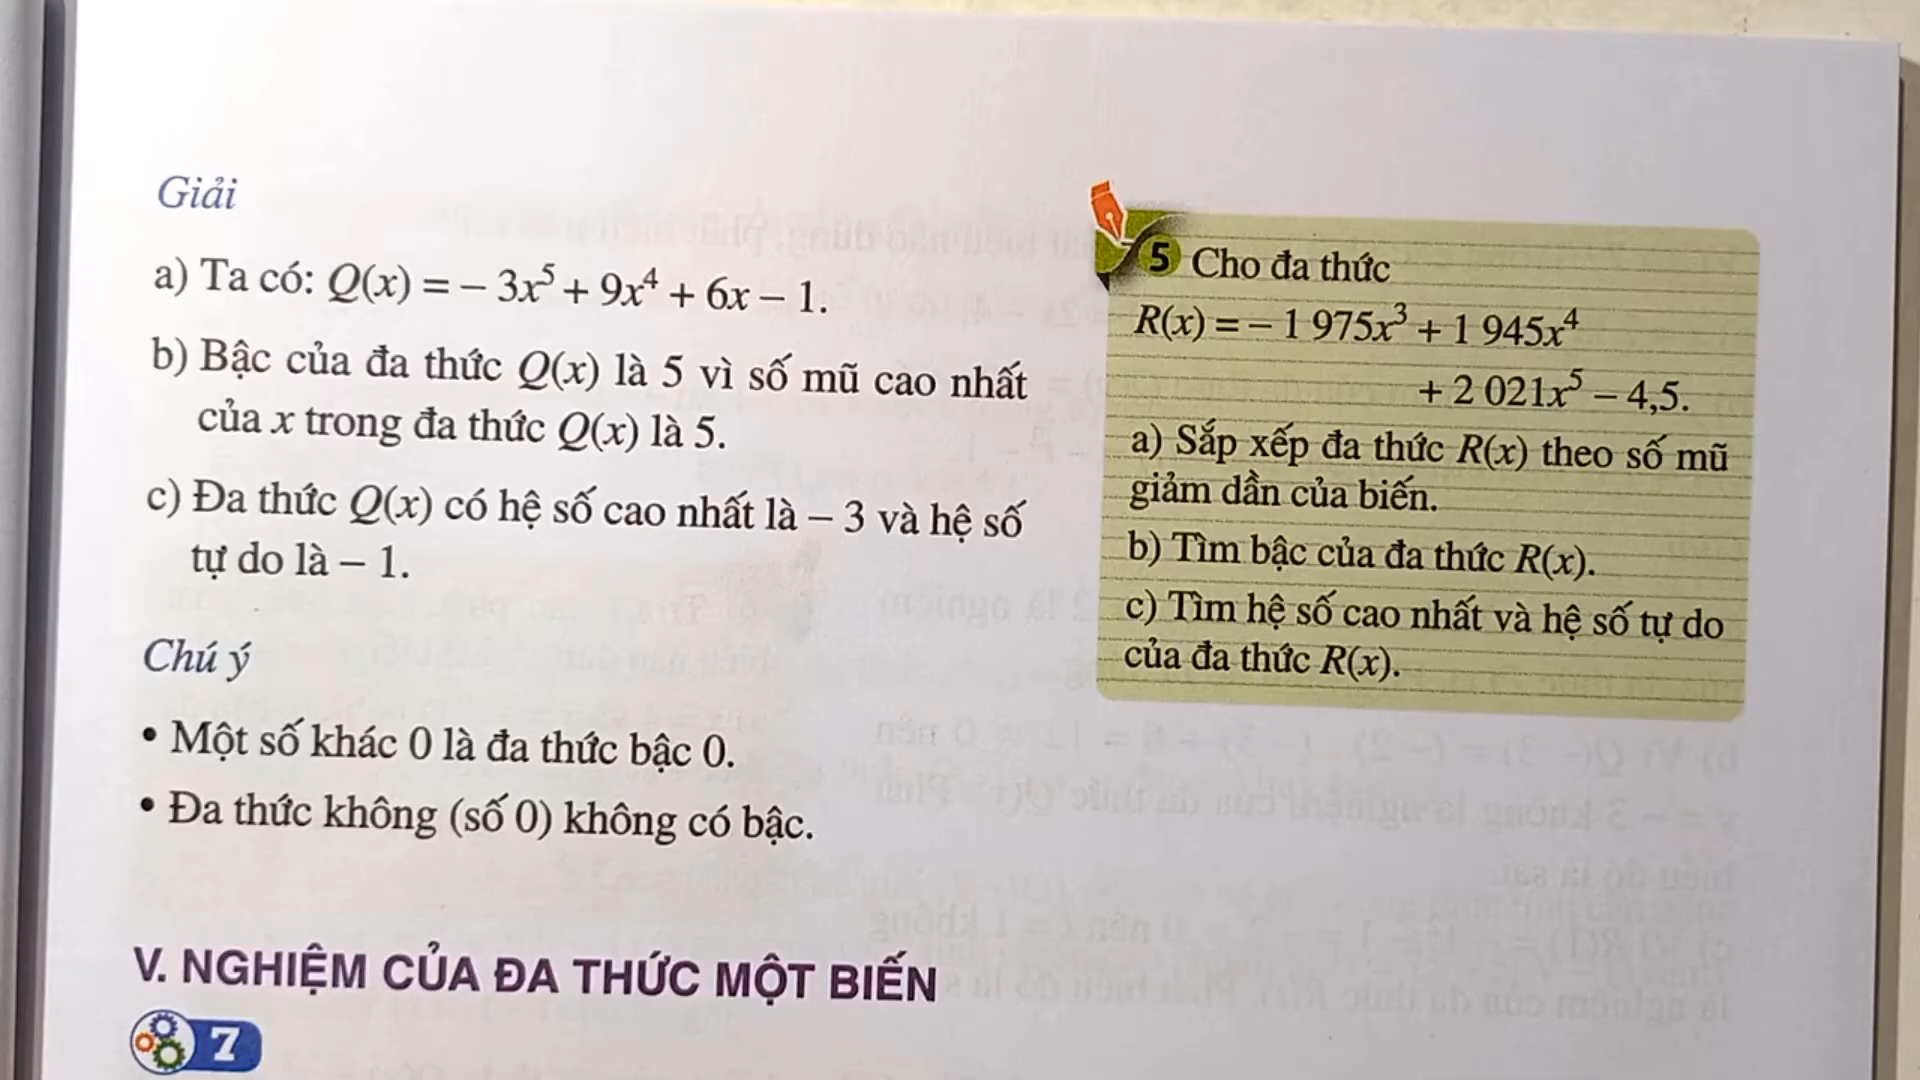 Giải
a) Ta có: Q(x) = – 3x⁵ + 9x⁴ + 6x – 1.
b) Bậc của đa thức Q(x) là 5 vì số mũ cao nhất
của x trong đa thức Q(x) là 5.
c) Đa thức Q(x) có hệ số cao nhất là – 3 và hệ số
tự do là – 1.
Chú ý
• Một số khác 0 là đa thức bậc 0.
• Đa thức không (số 0) không có bậc.
5 Cho đa thức
R(x) = – 1 975x³ + 1 945x⁴
+ 2 021x⁵ – 4,5.
a) Sắp xếp đa thức R(x) theo số mũ
giảm dần của biến.
b) Tìm bậc của đa thức R(x).
c) Tìm hệ số cao nhất và hệ số tự do
của đa thức R(x).
V. NGHIỆM CỦA ĐA THỨC MỘT BIẾN
7